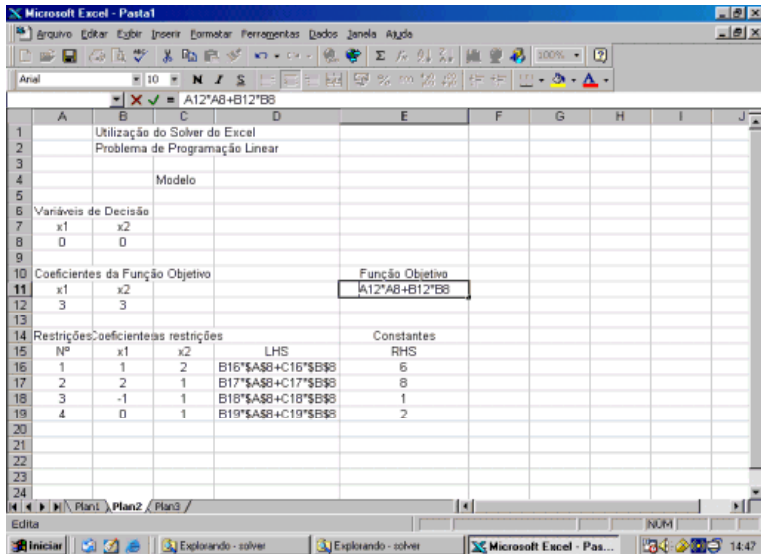 Microsoft Excel - Pasta1
Arquivo Editar Exibir Inserir Formatar Ferramentas Dados Janela Ajuda
100%
Arial 10 N I S
= A12*A8+B12*B8
A B C D E F G H I J
1 Utilização do Solver do Excel
2 Problema de Programação Linear
3
4 Modelo
5
6 Variáveis de Decisão
7 x1 x2
8 0 0
9
10 Coeficientes da Função Objetivo Função Objetivo
11 x1 x2 A12*A8+B12*B8
12 3 3
13
14 Restrições Coeficientes as restrições Constantes
15 Nº x1 x2 LHS RHS
16 1 1 2 B16*$A$8+C16*$B$8 6
17 2 2 1 B17*$A$8+C17*$B$8 8
18 3 -1 1 B18*$A$8+C18*$B$8 1
19 4 0 1 B19*$A$8+C19*$B$8 2
20
21
22
23
24
Plan1 Plan2 Plan3
Edita NÚM
Iniciar Explorando - solver Explorando - solver Microsoft Excel - Pas... 14:47